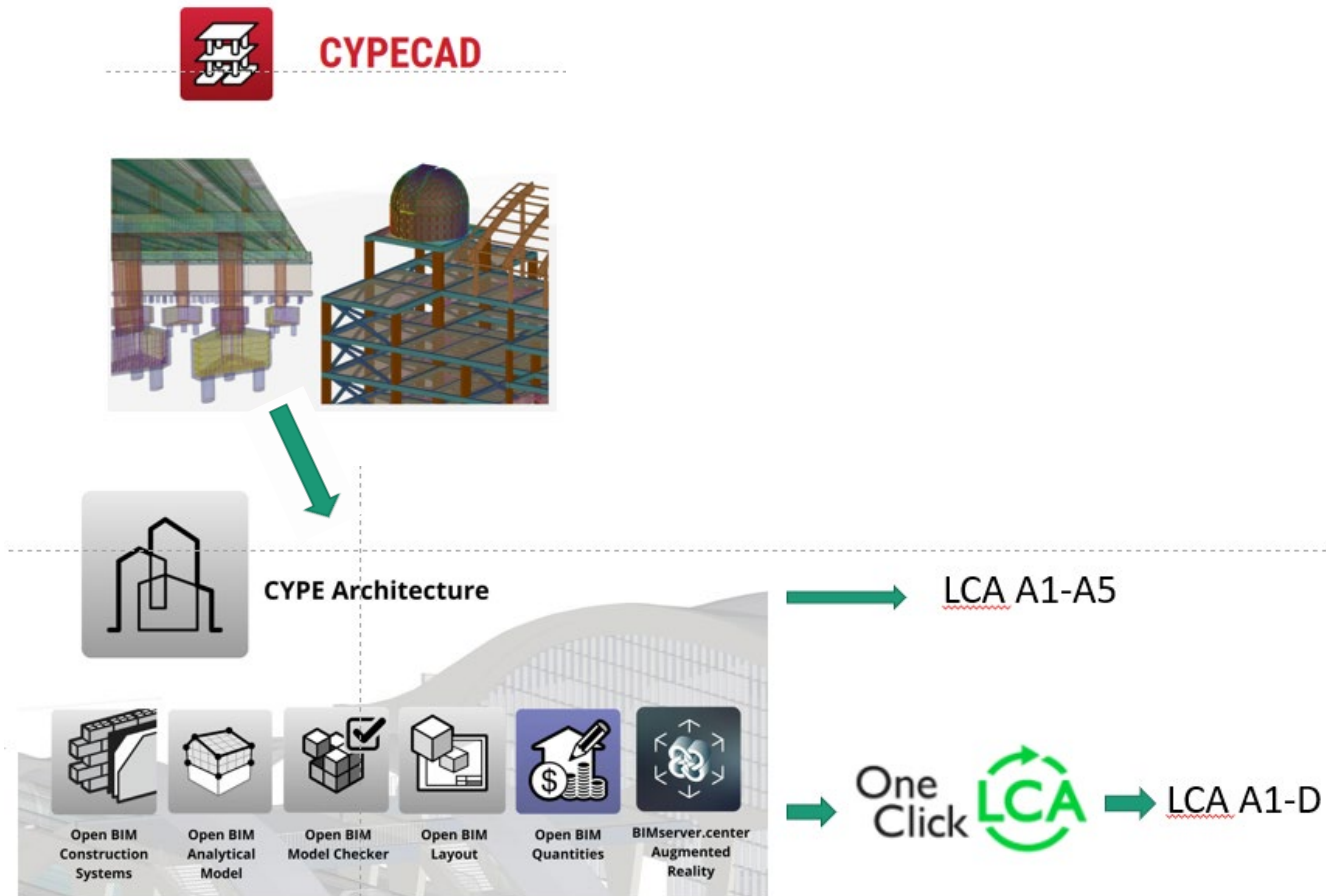 CYPECAD
CYPE Architecture
LCA A1-A5
Open BIM
Construction
Systems
Open BIM
Analytical
Model
Open BIM
Model Checker
Open BIM
Layout
$
Open BIM
Quantities
BIMserver.center
Augmented
Reality
One
Click
LCA
LCA A1-D